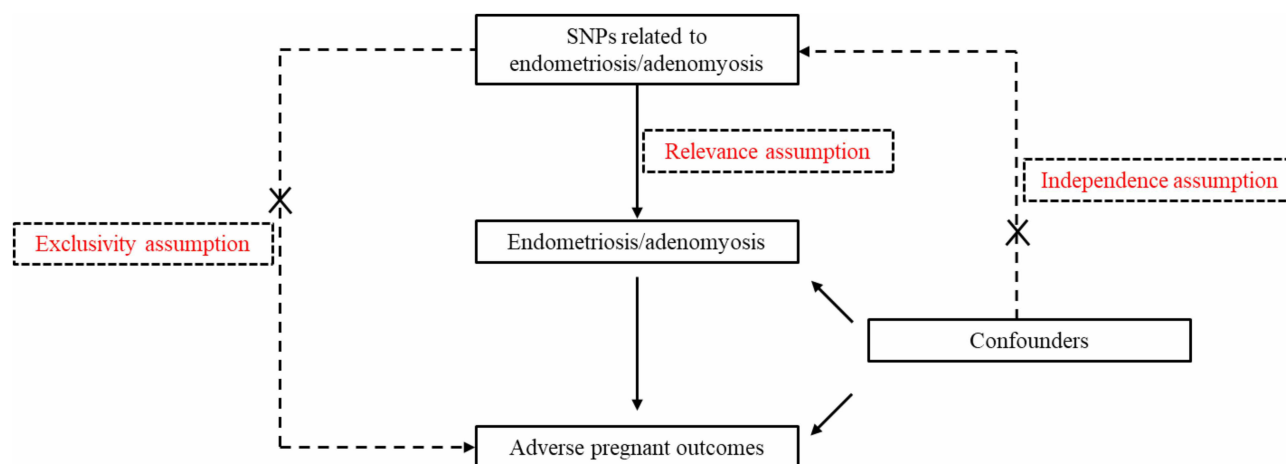 SNPs related to
endometriosis/adenomyosis
Relevance assumption
Independence assumption
Exclusivity assumption
Endometriosis/adenomyosis
Confounders
Adverse pregnant outcomes